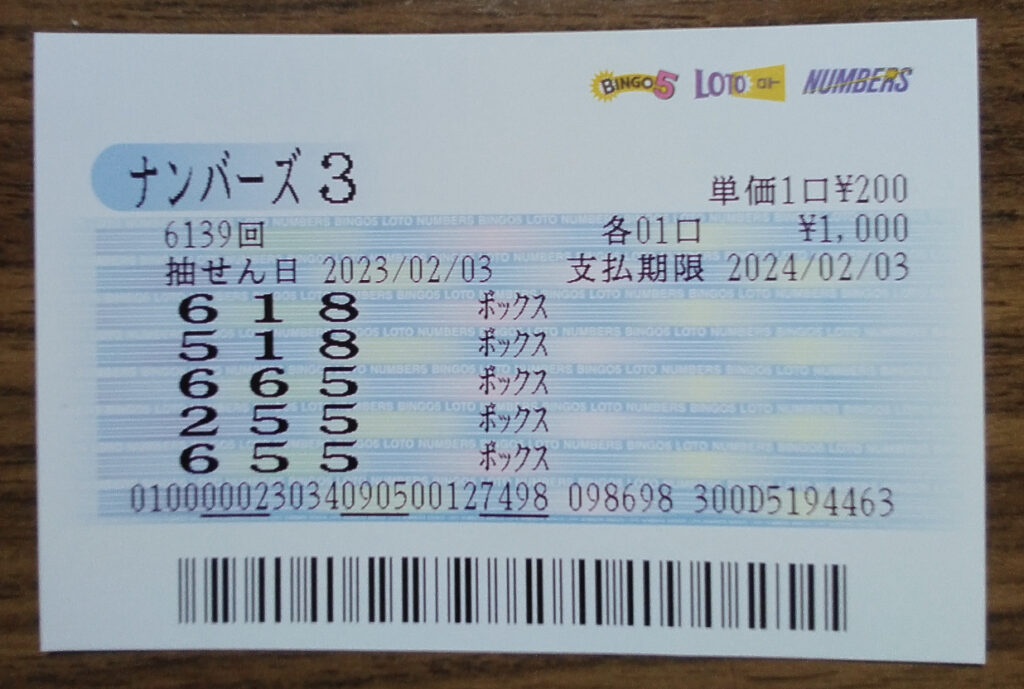 BINGO5 LOTO ロト NUMBERS
ナンバーズ3
単価1口¥200
6139回 各01口 ¥1,000
抽せん日 2023/02/03 支払期限 2024/02/03
6 1 8 ボックス
5 1 8 ボックス
6 6 5 ボックス
2 5 5 ボックス
6 5 5 ボックス
010000023034090500127498 098698 300D5194463